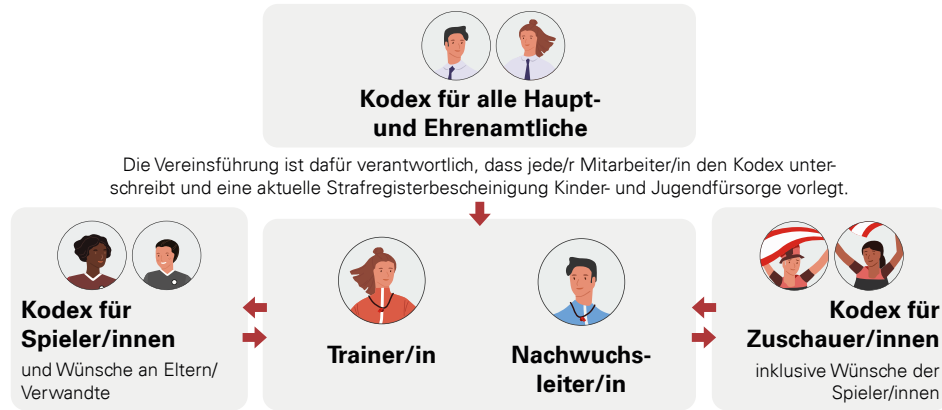 Kodex für alle Haupt-
und Ehrenamtliche
Die Vereinsführung ist dafür verantwortlich, dass jede/r Mitarbeiter/in den Kodex unter-
schreibt und eine aktuelle Strafregisterbescheinigung Kinder- und Jugendfürsorge vorlegt.
Kodex für
Spieler/innen
und Wünsche an Eltern/
Verwandte
Trainer/in
Nachwuchs-
leiter/in
Kodex für
Zuschauer/innen
inklusive Wünsche der
Spieler/innen